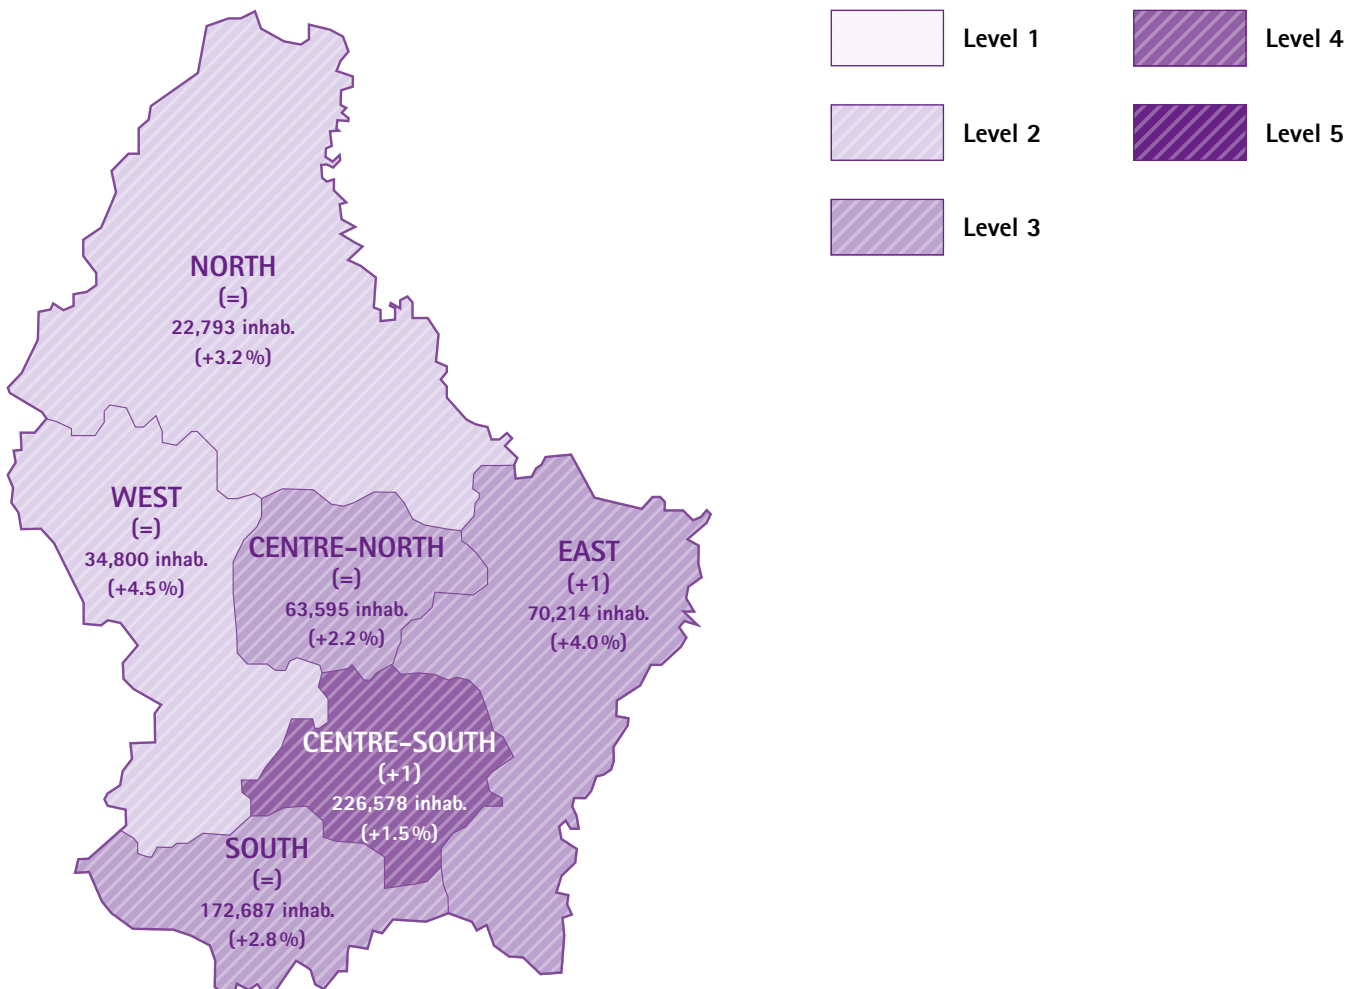 Level 1
Level 4
Level 2
Level 5
Level 3
NORTH
(=)
22,793 inhab.
(+3.2%)
WEST
(=)
34,800 inhab.
(+4.5%)
CENTRE-NORTH
(=)
63,595 inhab.
(+2.2%)
EAST
(+1)
70,214 inhab.
(+4.0%)
CENTRE-SOUTH
(+1)
226,578 inhab.
(+1.5%)
SOUTH
(=)
172,687 inhab.
(+2.8%)